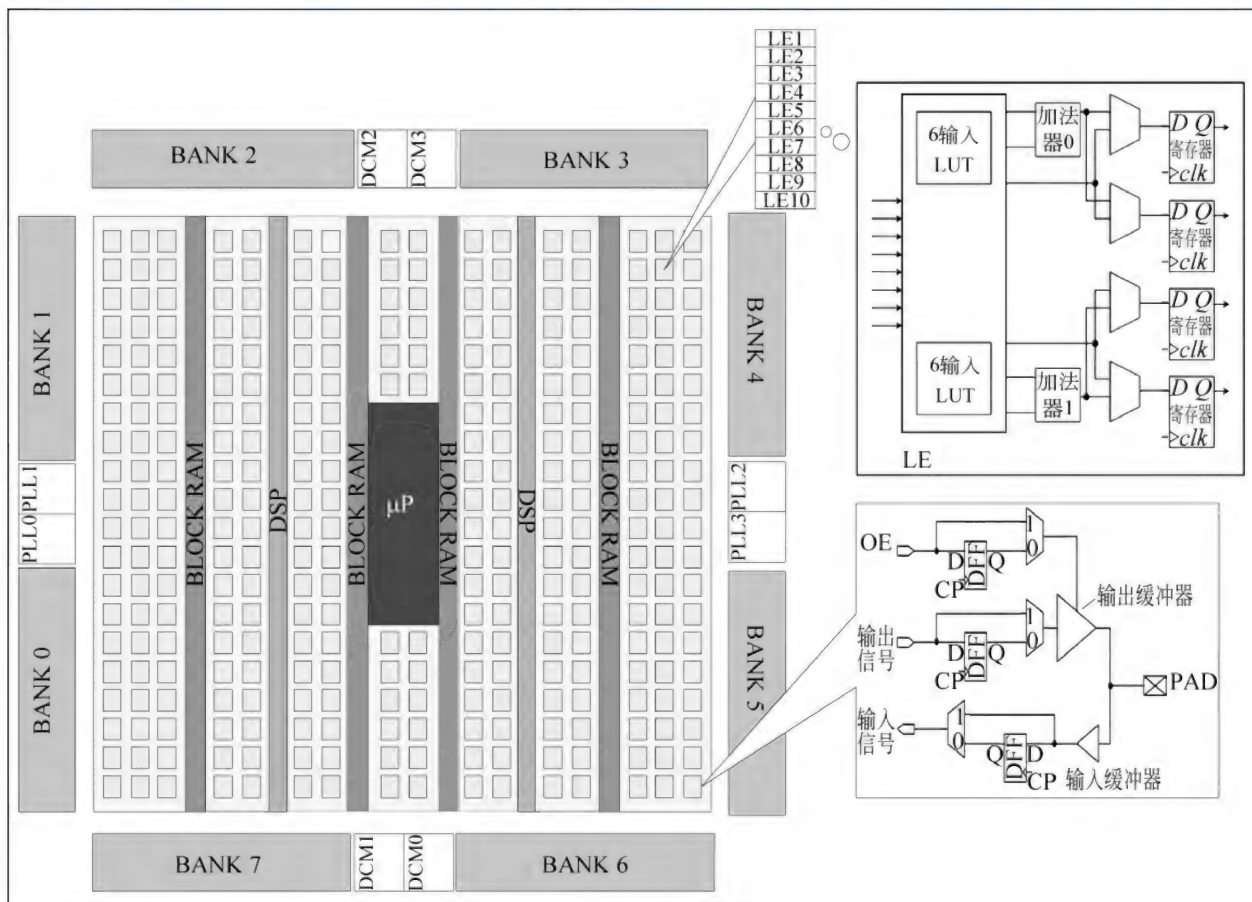 LE1
LE2
LE3
LE4
LE5
LE6
LE7
LE8
LE9
LE10
BANK 2
DCM2
DCM3
BANK 3
BANK 1
PLL1
PLL0
BANK 0
BLOCK RAM
DSP
BLOCK RAM
μP
BLOCK RAM
DSP
BLOCK RAM
BANK 4
PLL2
PLL3
BANK 5
BANK 7
DCM1
DCM0
BANK 6
6输入
LUT
加法
器0
D Q
寄存器
>clk
D Q
寄存器
>clk
6输入
LUT
加法
器1
D Q
寄存器
>clk
D Q
寄存器
>clk
LE
OE
D
DFF
Q
CP
1
0
输出缓冲器
输出
信号
D
DFF
Q
CP
1
0
PAD
输入
信号
1
0
Q
DFF
D
CP
输入缓冲器